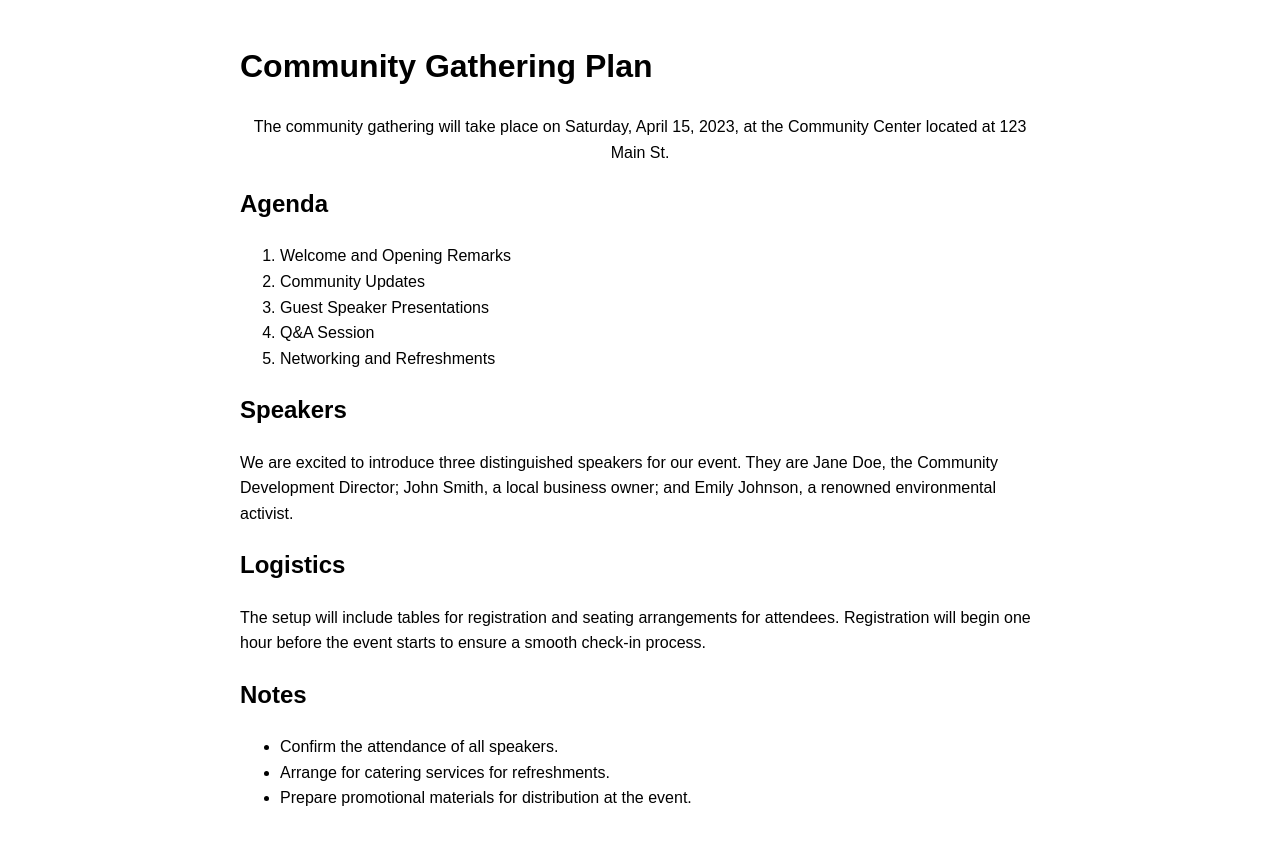 Community Gathering Plan
The community gathering will take place on Saturday, April 15, 2023, at the Community Center located at 123
Main St.
Agenda
1. Welcome and Opening Remarks
2. Community Updates
3. Guest Speaker Presentations
4. Q&A Session
5. Networking and Refreshments
Speakers
We are excited to introduce three distinguished speakers for our event. They are Jane Doe, the Community
Development Director; John Smith, a local business owner; and Emily Johnson, a renowned environmental
activist.
Logistics
The setup will include tables for registration and seating arrangements for attendees. Registration will begin one
hour before the event starts to ensure a smooth check-in process.
Notes
• Confirm the attendance of all speakers.
• Arrange for catering services for refreshments.
• Prepare promotional materials for distribution at the event.